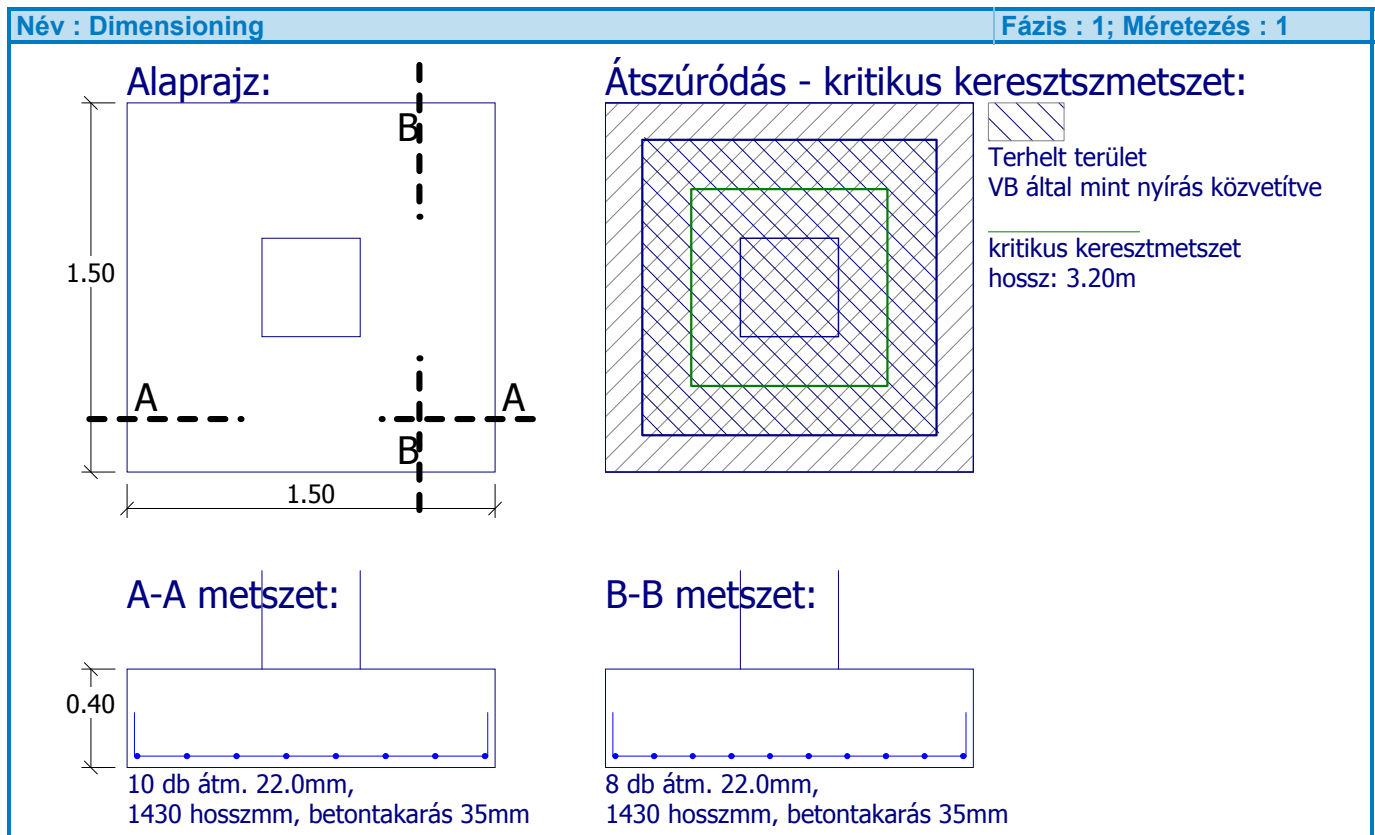 Név : Dimensioning
Fázis : 1; Méretezés : 1
Alaprajz:
B
1.50
A
A
B
1.50
Átszúródás - kritikus keresztszmetszet:
Terhelt terület
VB által mint nyírás közvetítve
kritikus keresztmetszet
hossz: 3.20m
A-A metszet:
0.40
10 db átm. 22.0mm,
1430 hosszmm, betontakarás 35mm
B-B metszet:
8 db átm. 22.0mm,
1430 hosszmm, betontakarás 35mm